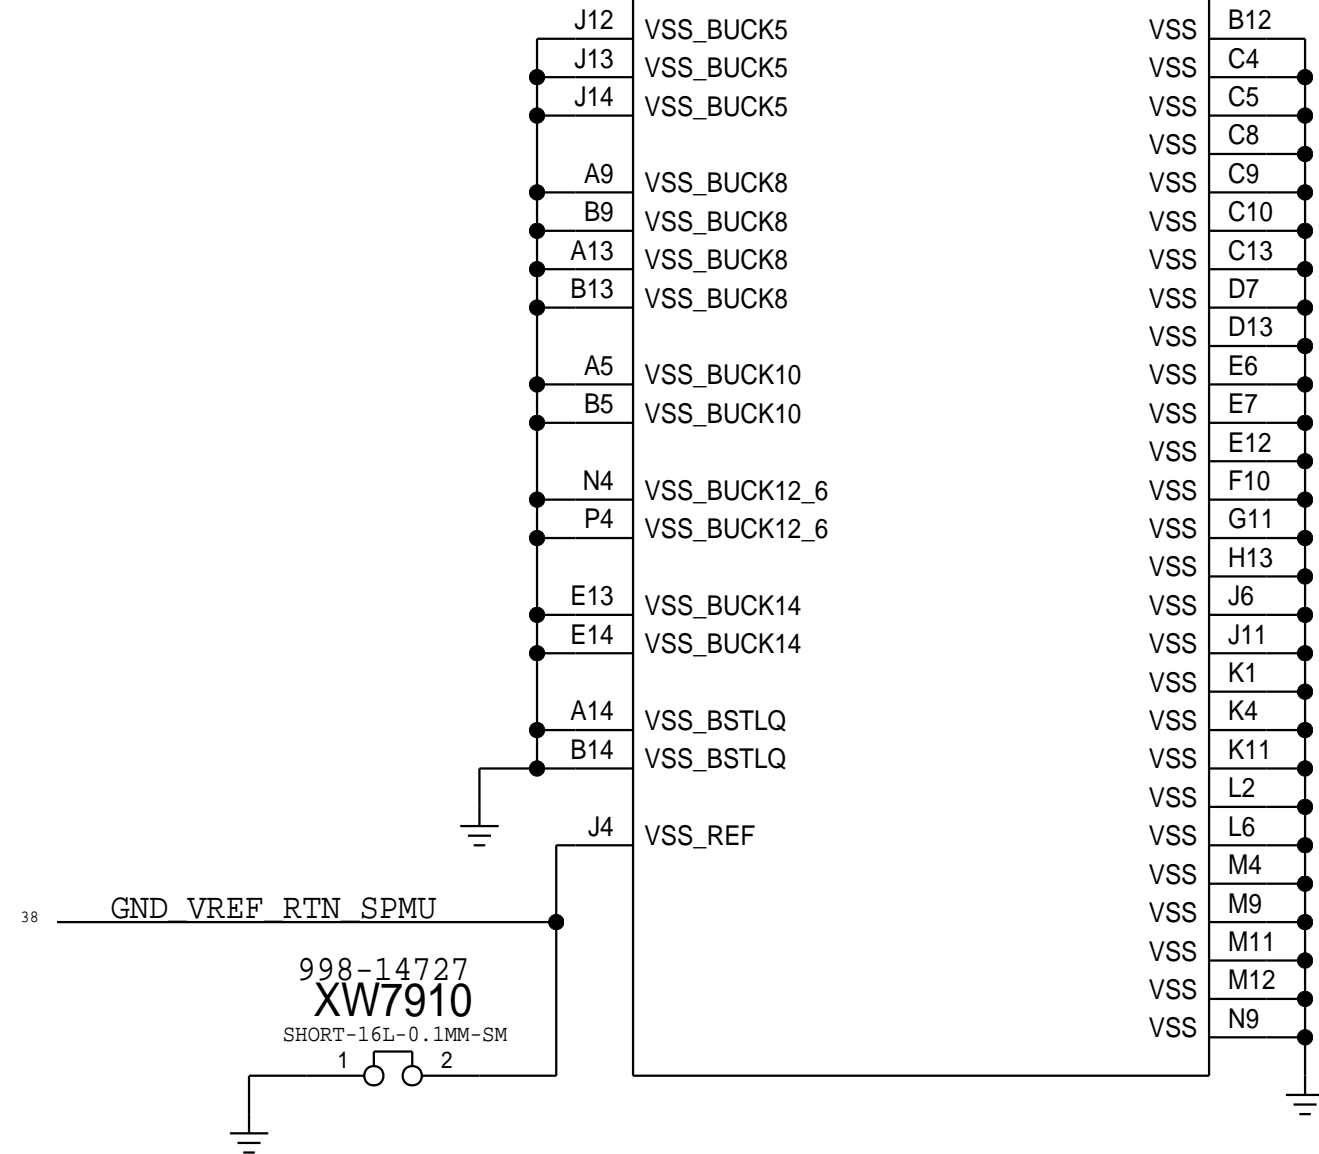 J12 VSS_BUCK5 VSS B12
J13 VSS_BUCK5 VSS C4
J14 VSS_BUCK5 VSS C5
VSS C8
A9 VSS_BUCK8 VSS C9
B9 VSS_BUCK8 VSS C10
A13 VSS_BUCK8 VSS C13
B13 VSS_BUCK8 VSS D7
VSS D13
A5 VSS_BUCK10 VSS E6
B5 VSS_BUCK10 VSS E7
VSS E12
N4 VSS_BUCK12_6 VSS F10
P4 VSS_BUCK12_6 VSS G11
VSS H13
E13 VSS_BUCK14 VSS J6
E14 VSS_BUCK14 VSS J11
VSS K1
A14 VSS_BSTLQ VSS K4
B14 VSS_BSTLQ VSS K11
VSS L2
J4 VSS_REF VSS L6
VSS M4
38 GND_VREF_RTN_SPMU VSS M9
VSS M11
998-14727
XW7910 VSS M12
SHORT-16L-0.1MM-SM VSS N9
1 2